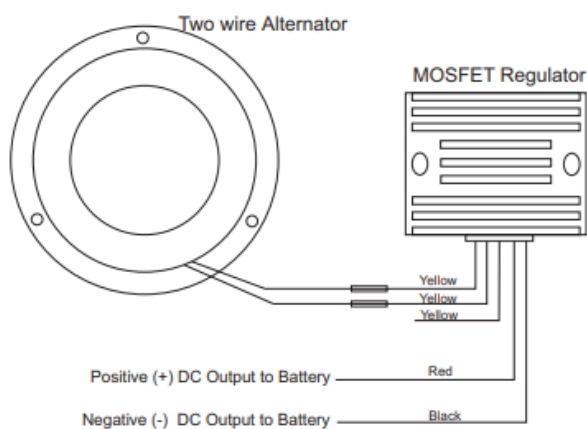 Two wire Alternator
MOSFET Regulator
Yellow
Yellow
Yellow
Positive (+) DC Output to Battery
Red
Negative (-) DC Output to Battery
Black